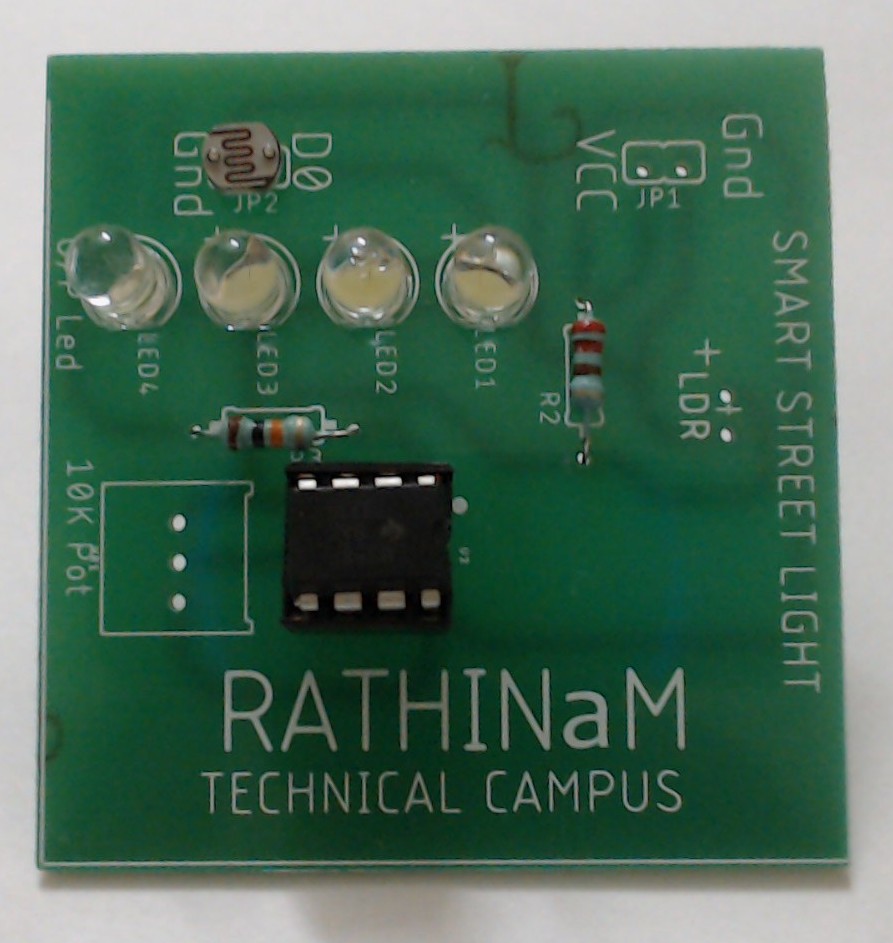 Gnd
D0
JP2
VCC
JP1
Gnd
SMART STREET LIGHT
+
+
+
Led
LED4
LED3
LED2
LED1
R2
+
LDR
10K Pot
RATHINaM
TECHNICAL CAMPUS